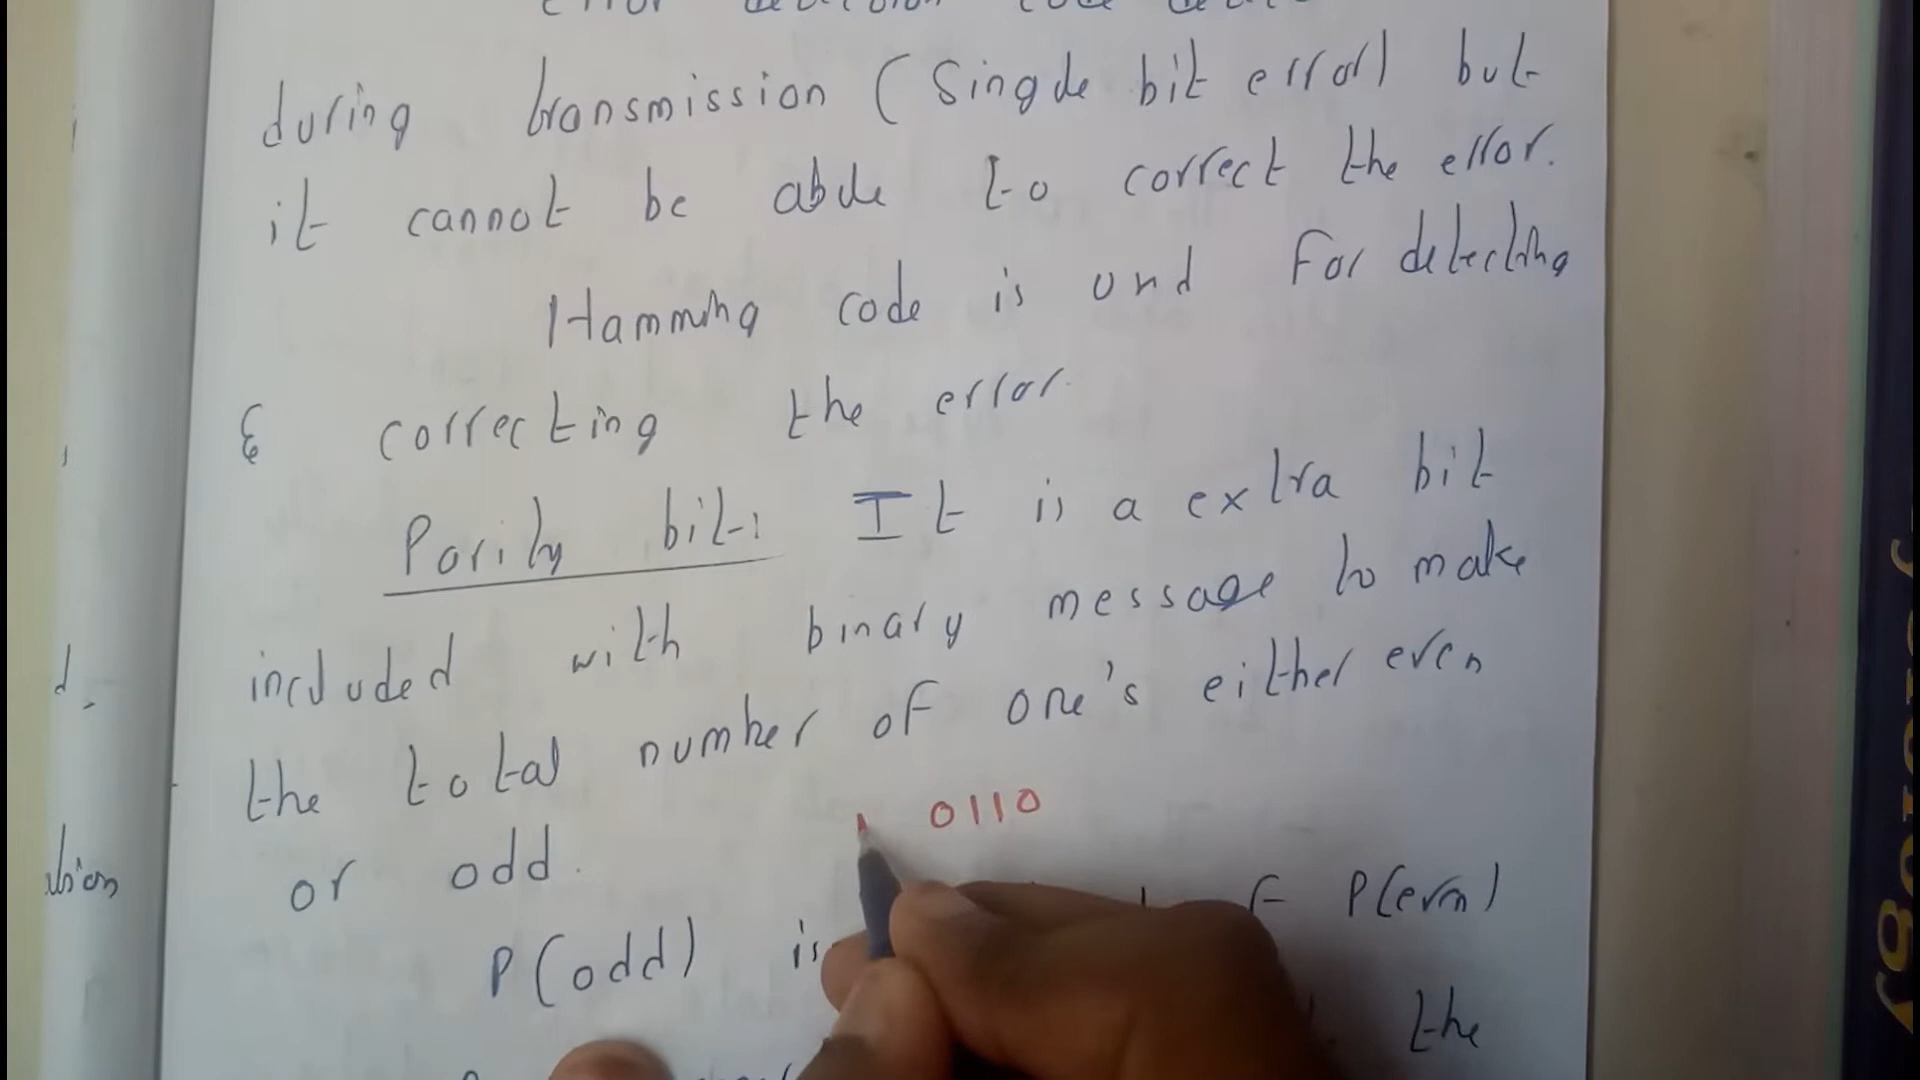 during transmission (Single bit error) but
it cannot be able to correct the error.
Hamming code is used for detecting
& correcting the error.
Parity bit: It is a extra bit
included with binary message to make
the total number of one's either even
or odd.
0110
P(odd) is of P(even)
the